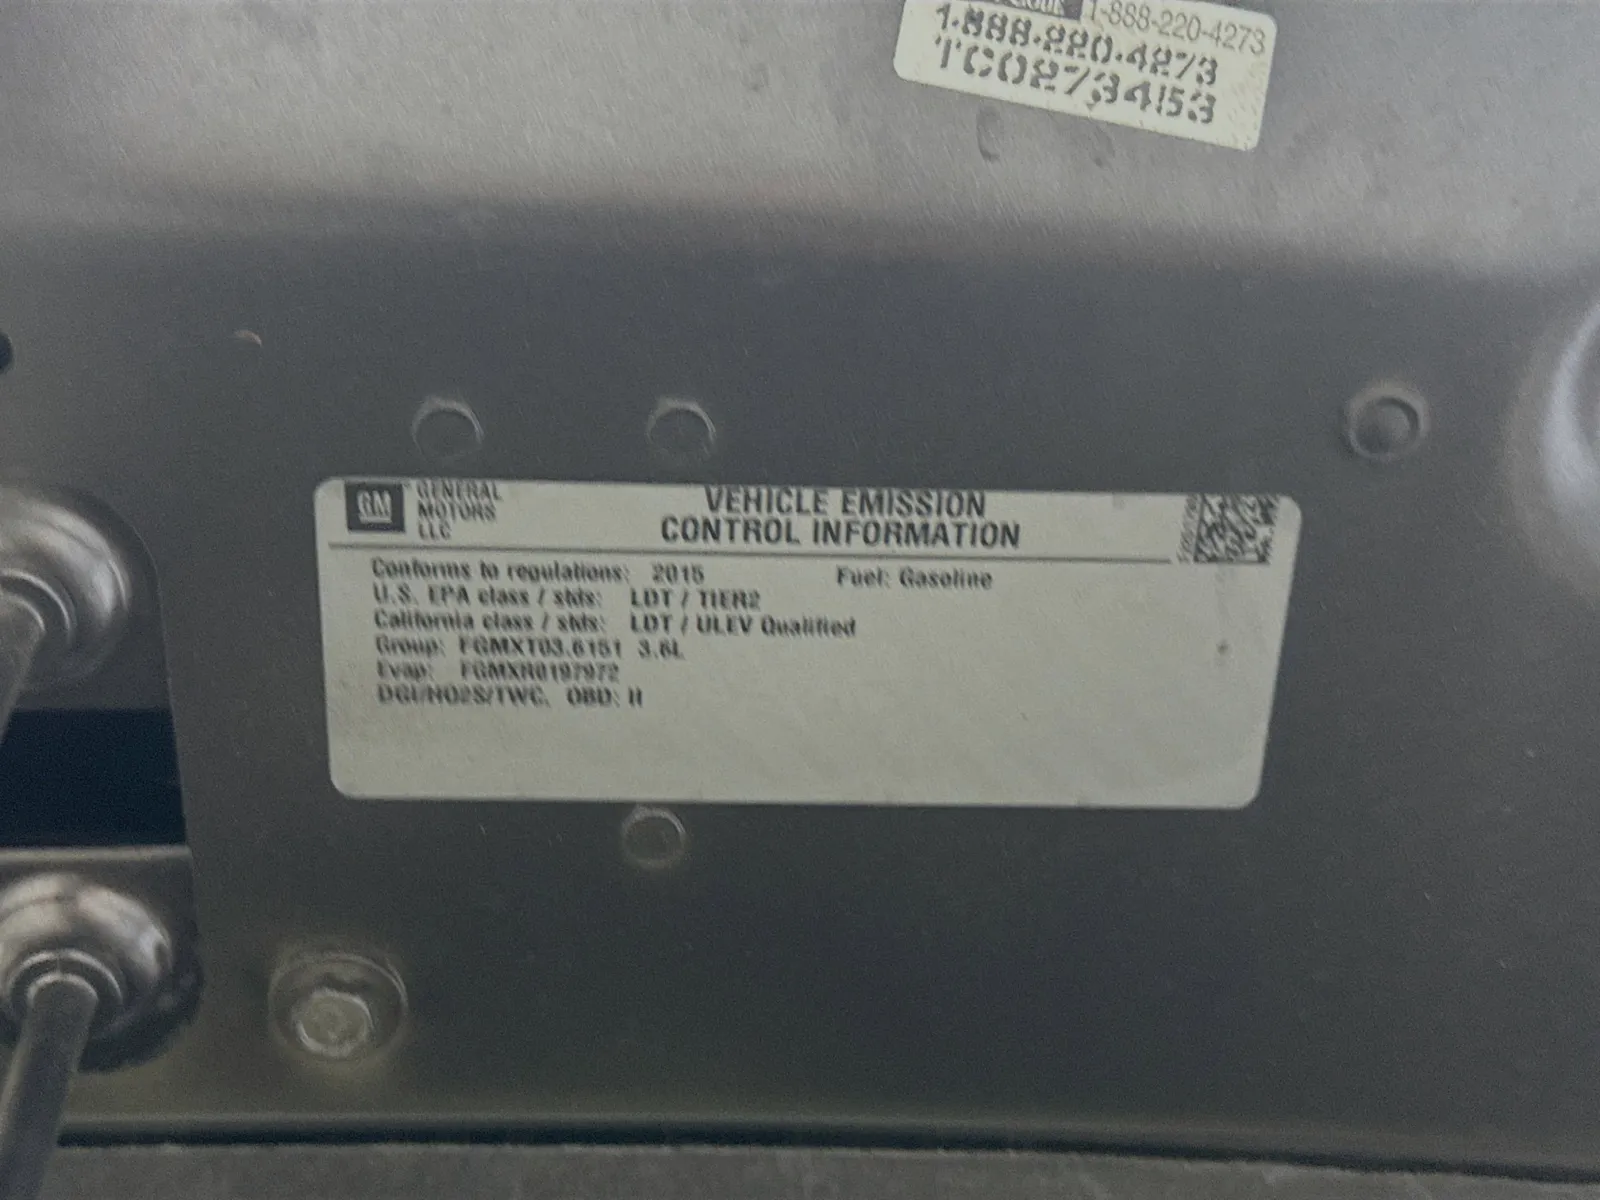 1-888-220-4273
1-888-220-4273
TC0273453
GM
GENERAL
MOTORS
LLC
VEHICLE EMISSION
CONTROL INFORMATION
Conforms to regulations: 2015 Fuel: Gasoline
U.S. EPA class / stds: LDT / TIER2
California class / stds: LDT / ULEV Qualified
Group: FGMXT03.6151 3.6L
Evap: FGMXR0197972
DGI/HO2S/TWC. OBD: II